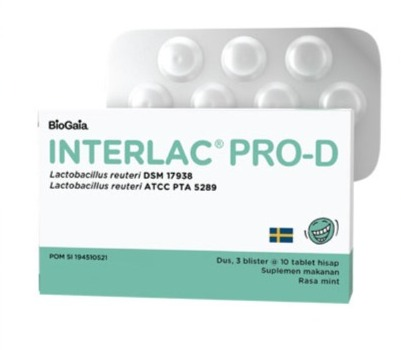 BioGaia
INTERLAC® PRO-D
Lactobacillus reuteri DSM 17938
Lactobacillus reuteri ATCC PTA 5289
POM SI 194510521
Dus, 3 blister @ 10 tablet hisap
Suplemen makanan
Rasa mint